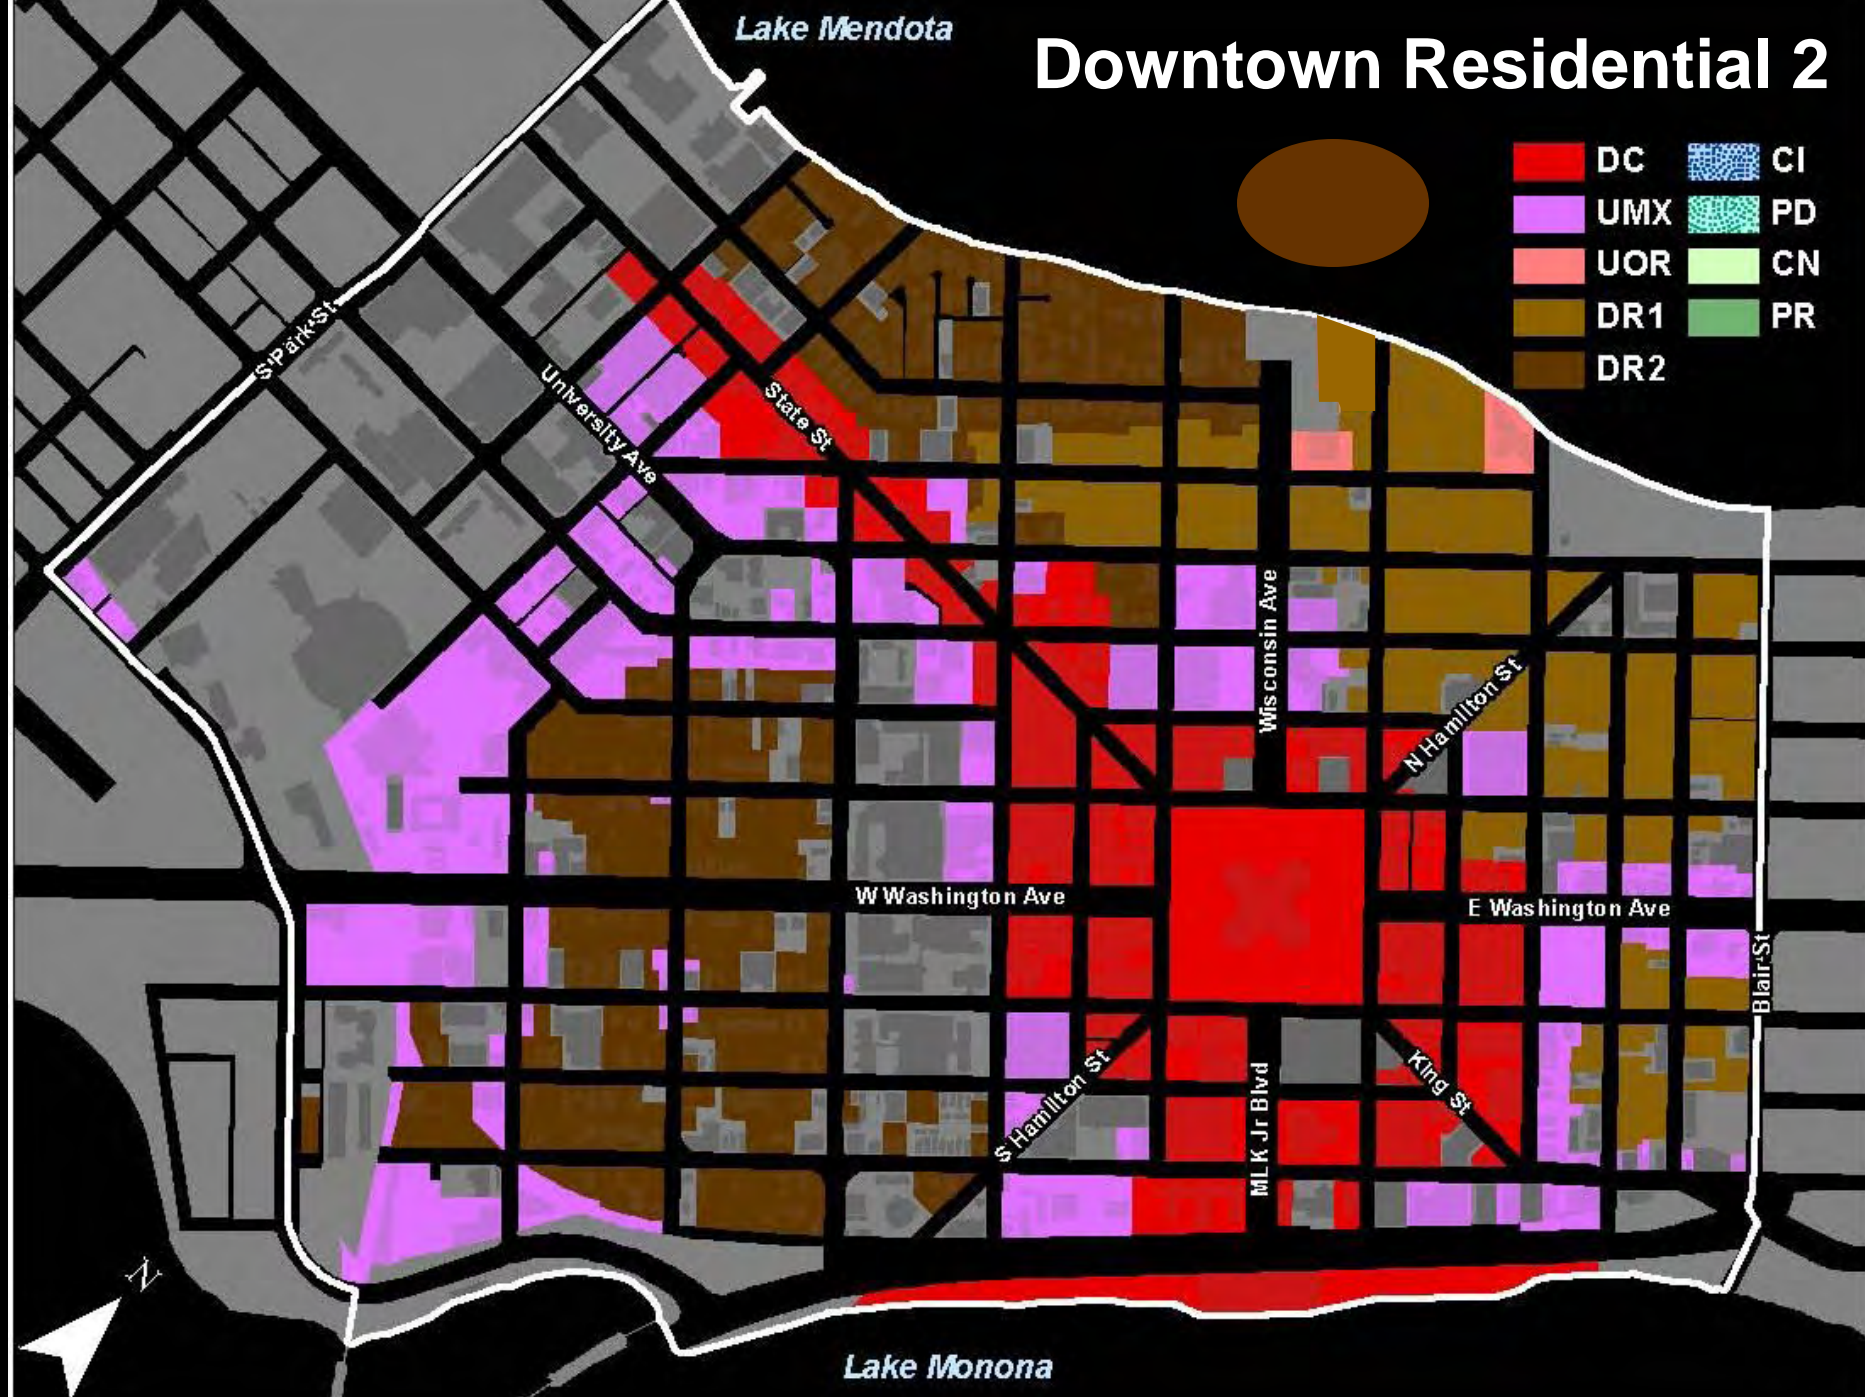 Lake Mendota
Downtown Residential 2
DC
CI
UMX
PD
UOR
CN
DR1
PR
DR2
S Park St
University Ave
State St
Wisconsin Ave
N Hamilton St
W Washington Ave
E Washington Ave
Blair St
S Hamilton St
MLK Jr Blvd
King St
N
Lake Monona